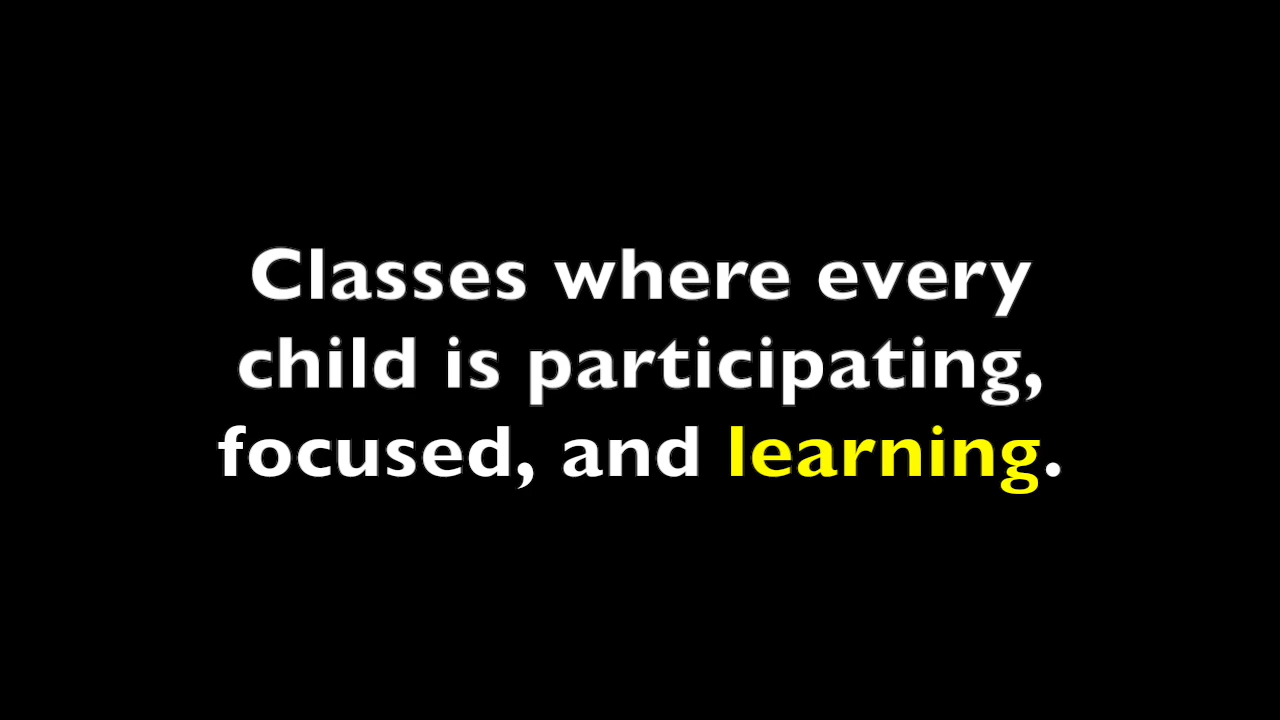 Classes where every
child is participating,
focused, and learning.